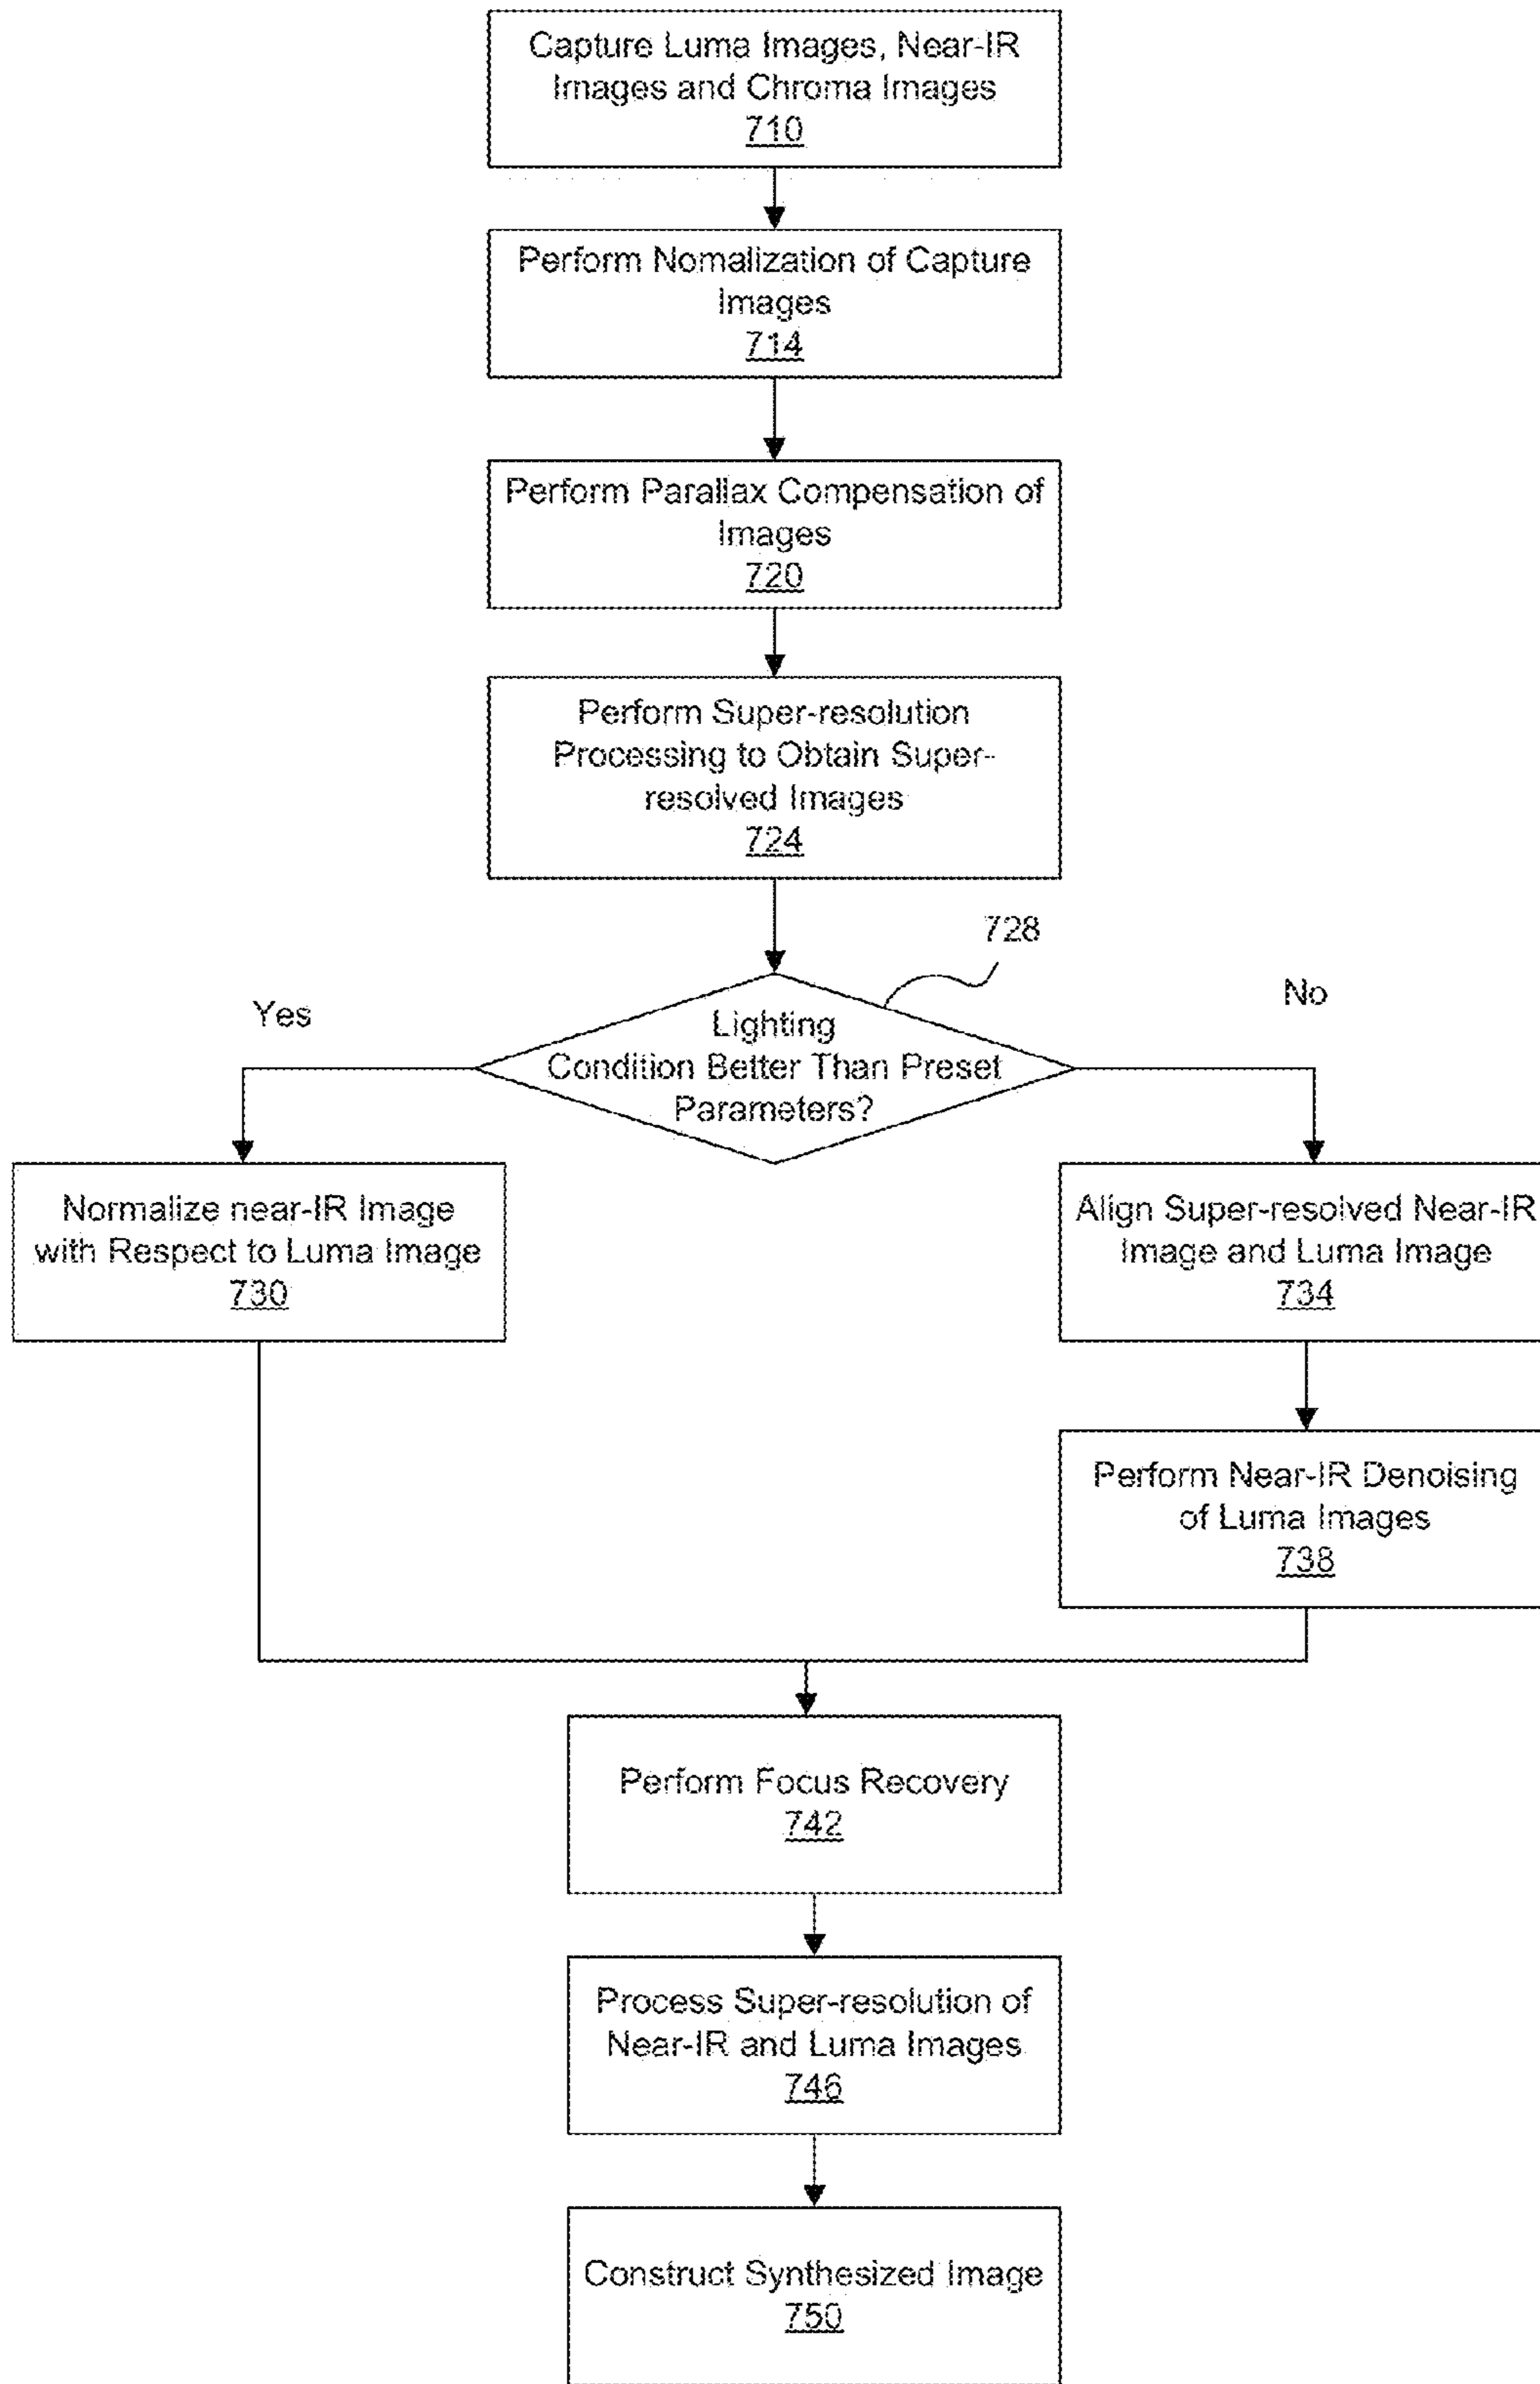 Capture Luma Images, Near-IR
Images and Chroma Images
710
Perform Nomalization of Capture
Images
714
Perform Parallax Compensation of
Images
720
Perform Super-resolution
Processing to Obtain Super-
resolved Images
724
728
Yes
No
Lighting
Condition Better Than Preset
Parameters?
Normalize near-IR Image
with Respect to Luma Image
730
Align Super-resolved Near-IR
Image and Luma Image
734
Perform Near-IR Denoising
of Luma Images
738
Perform Focus Recovery
742
Process Super-resolution of
Near-IR and Luma Images
746
Construct Synthesized Image
750